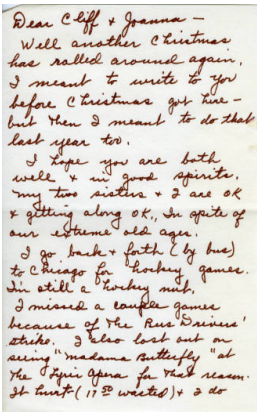 Dear Cliff & Joanna —
Well another Christmas
has rolled around again.
I meant to write to you
before Christmas got here —
but then I meant to do that
last year too.
I hope you are both
well & in good spirits.
My two sisters & I are OK
& getting along OK., In spite of
our extreme old ages.
I go back & forth (by bus)
to Chicago for hockey games.
I'm still a hockey nut.
I missed a couple games
because of the Bus Drivers'
strike. I also lost out on
seeing "Madama Butterfly" at
the Lyric Opera for that reason.
It hurt (17 50 wasted) & I do